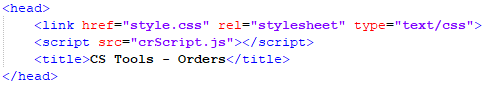 <head>
<link href="style.css" rel="stylesheet" type="text/css">
<script src="crScript.js"></script>
<title>CS Tools - Orders</title>
</head>